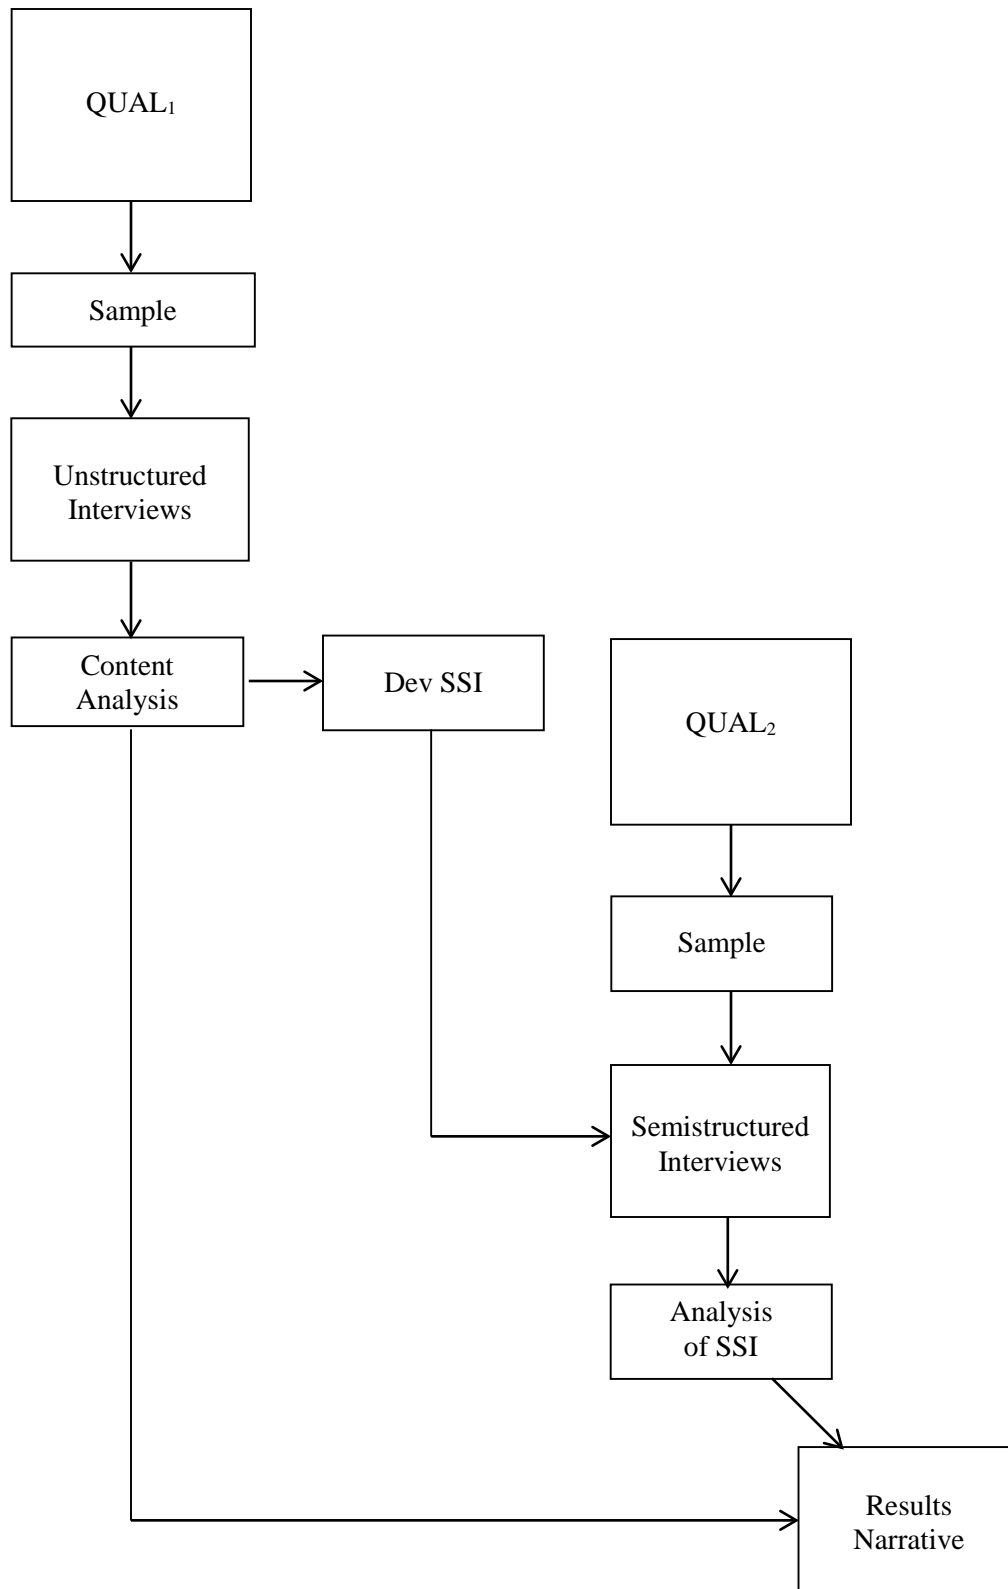 QUAL₁
Sample
Unstructured
Interviews
Content
Analysis
Dev SSI
QUAL₂
Sample
Semistructured
Interviews
Analysis
of SSI
Results
Narrative